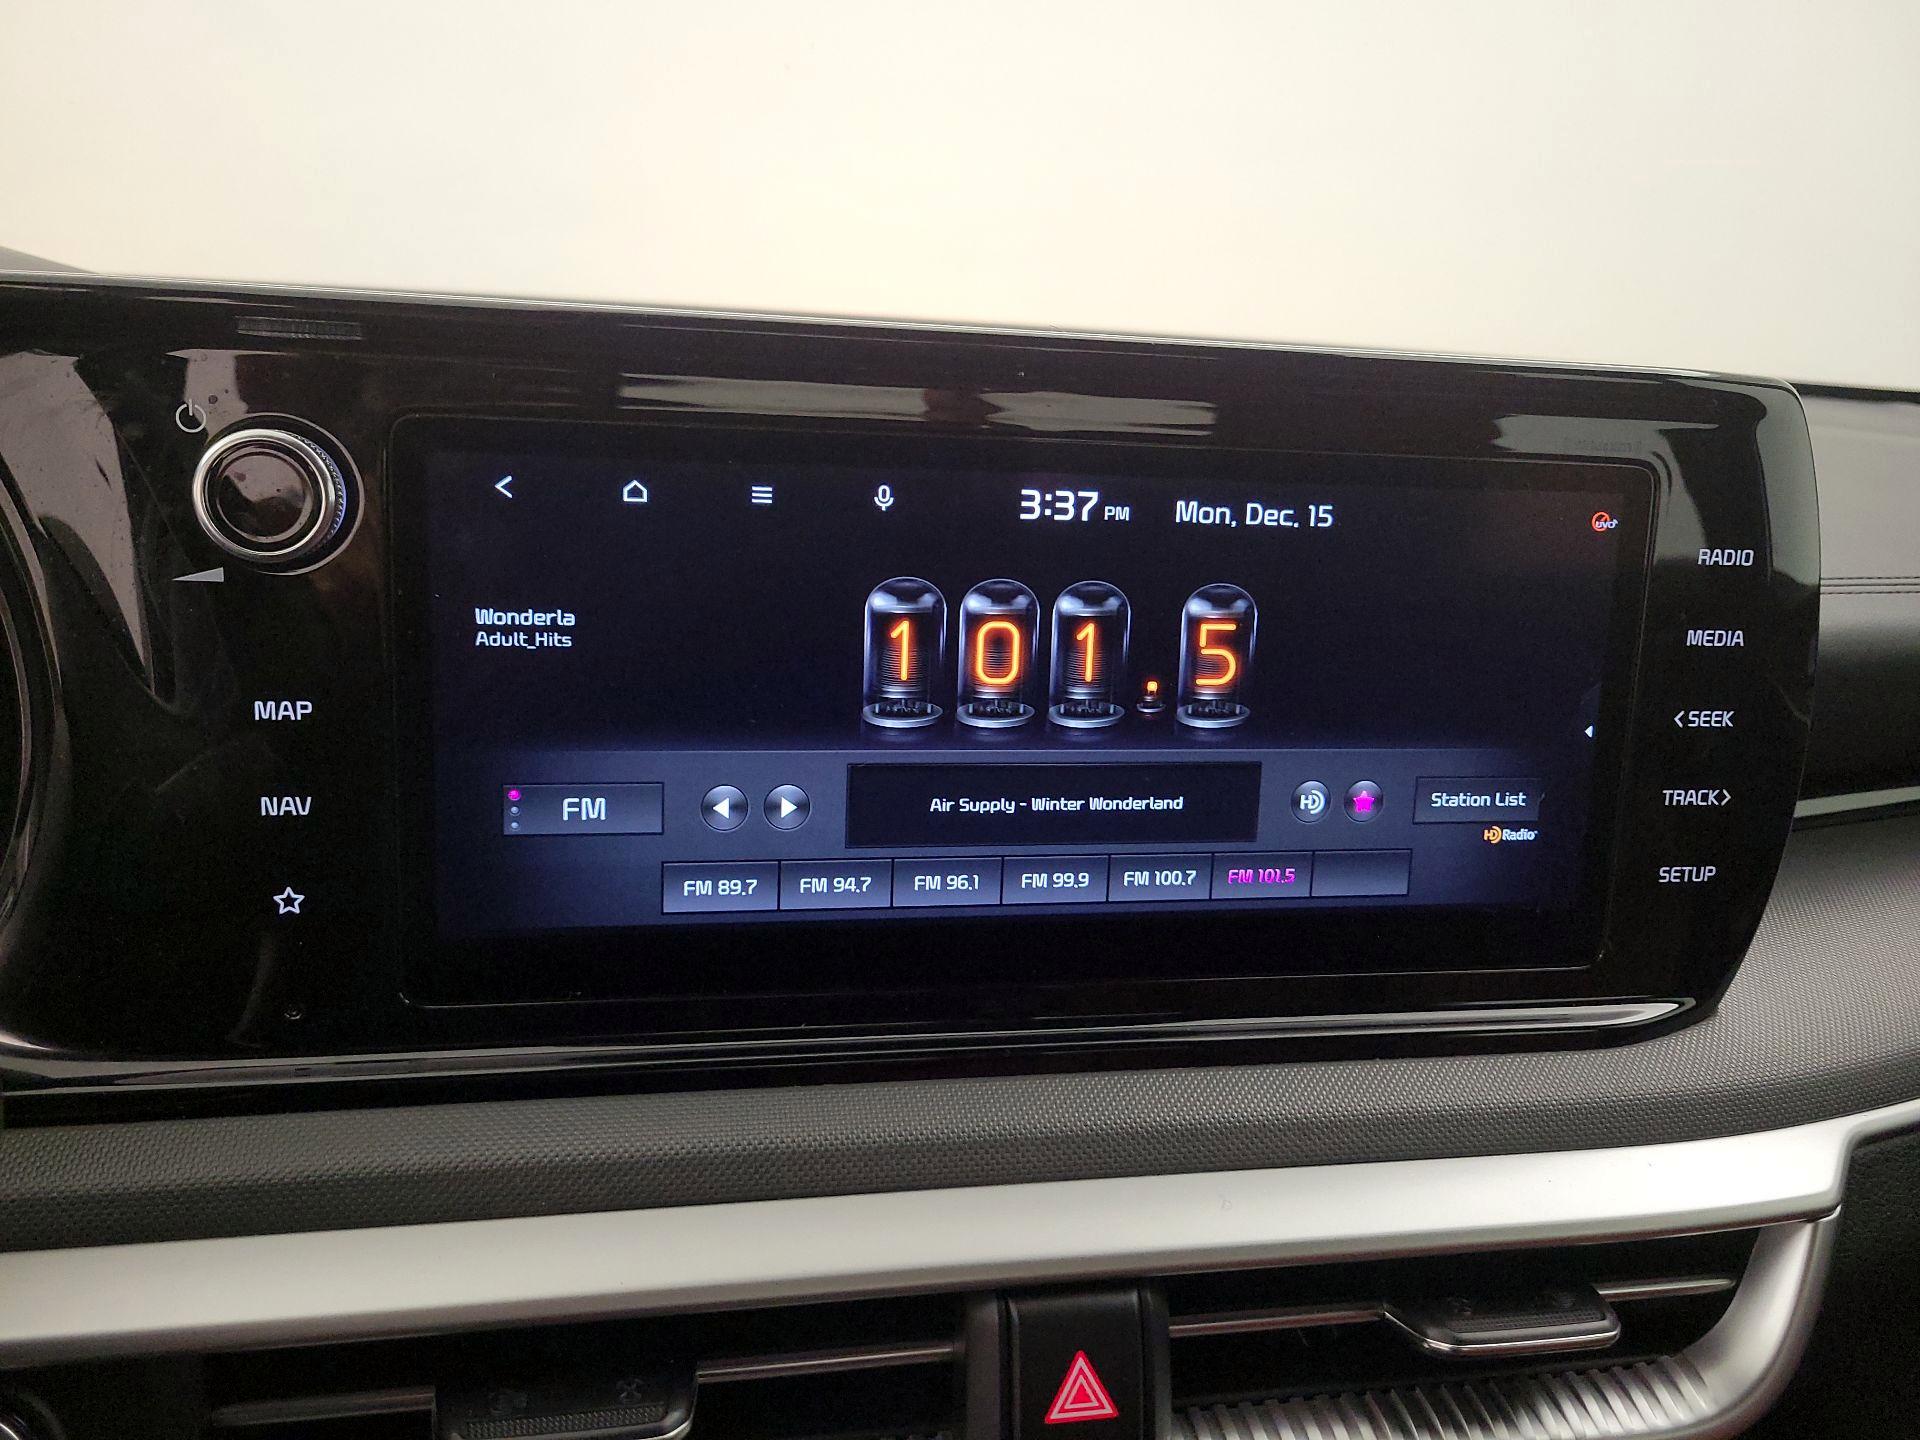 3:37 PM Mon, Dec. 15
uvo
RADIO
MEDIA
<SEEK
TRACK>
SETUP
MAP
NAV
Wonderla
Adult_Hits
101.5
FM
Air Supply - Winter Wonderland
HD
Station List
HD Radio
FM 89.7
FM 94.7
FM 96.1
FM 99.9
FM 100.7
FM 101.5